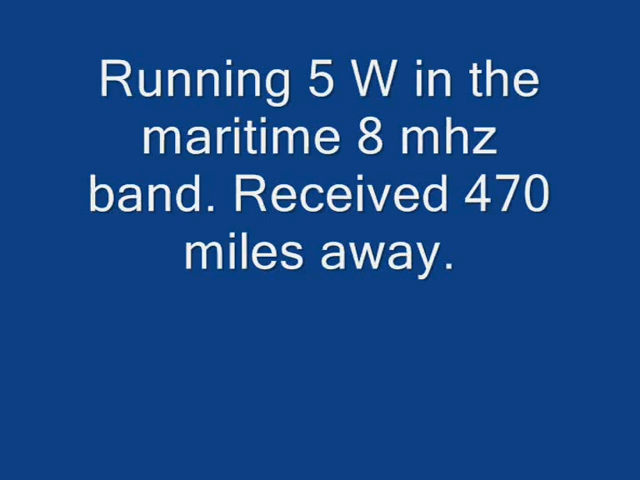 Running 5 W in the
maritime 8 mhz
band. Received 470
miles away.